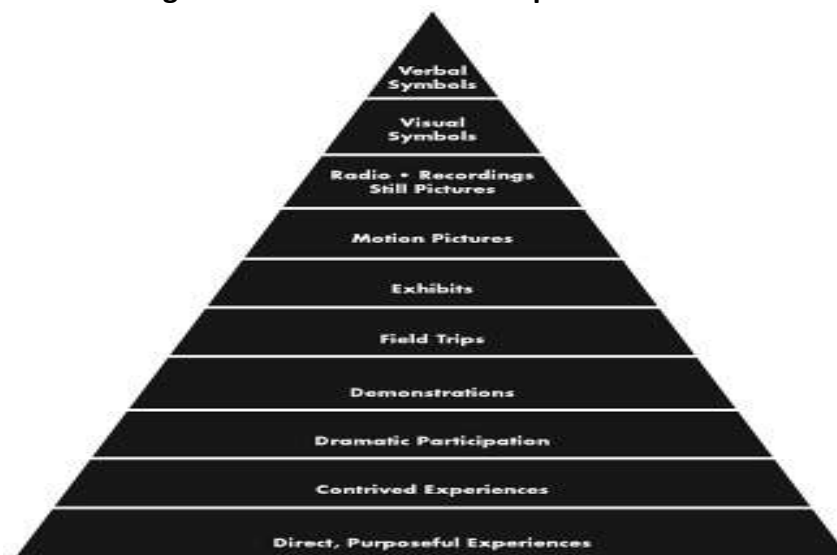 Verbal
Symbols
Visual
Symbols
Radio • Recordings
Still Pictures
Motion Pictures
Exhibits
Field Trips
Demonstrations
Dramatic Participation
Contrived Experiences
Direct, Purposeful Experiences